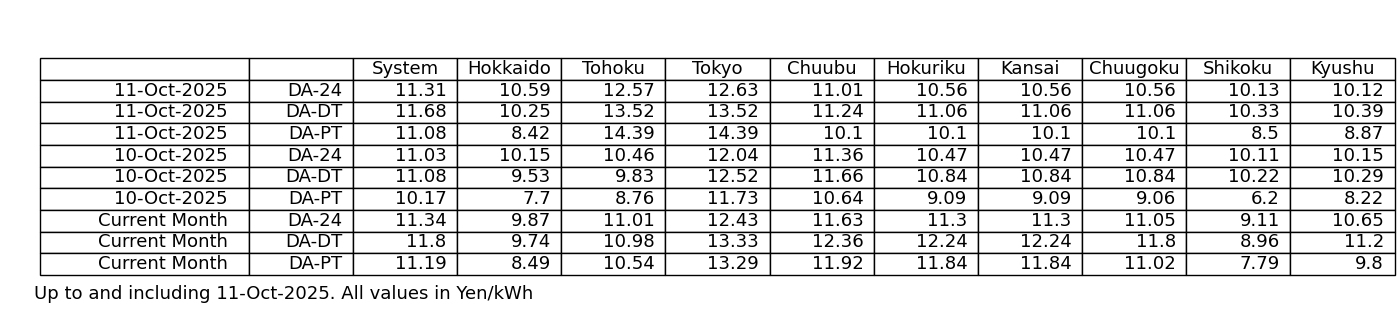 System Hokkaido Tohoku Tokyo Chuubu Hokuriku Kansai Chuugoku Shikoku Kyushu
11-Oct-2025 DA-24 11.31 10.59 12.57 12.63 11.01 10.56 10.56 10.56 10.13 10.12
11-Oct-2025 DA-DT 11.68 10.25 13.52 13.52 11.24 11.06 11.06 11.06 10.33 10.39
11-Oct-2025 DA-PT 11.08 8.42 14.39 14.39 10.1 10.1 10.1 10.1 8.5 8.87
10-Oct-2025 DA-24 11.03 10.15 10.46 12.04 11.36 10.47 10.47 10.47 10.11 10.15
10-Oct-2025 DA-DT 11.08 9.53 9.83 12.52 11.66 10.84 10.84 10.84 10.22 10.29
10-Oct-2025 DA-PT 10.17 7.7 8.76 11.73 10.64 9.09 9.09 9.06 6.2 8.22
Current Month DA-24 11.34 9.87 11.01 12.43 11.63 11.3 11.3 11.05 9.11 10.65
Current Month DA-DT 11.8 9.74 10.98 13.33 12.36 12.24 12.24 11.8 8.96 11.2
Current Month DA-PT 11.19 8.49 10.54 13.29 11.92 11.84 11.84 11.02 7.79 9.8
Up to and including 11-Oct-2025. All values in Yen/kWh